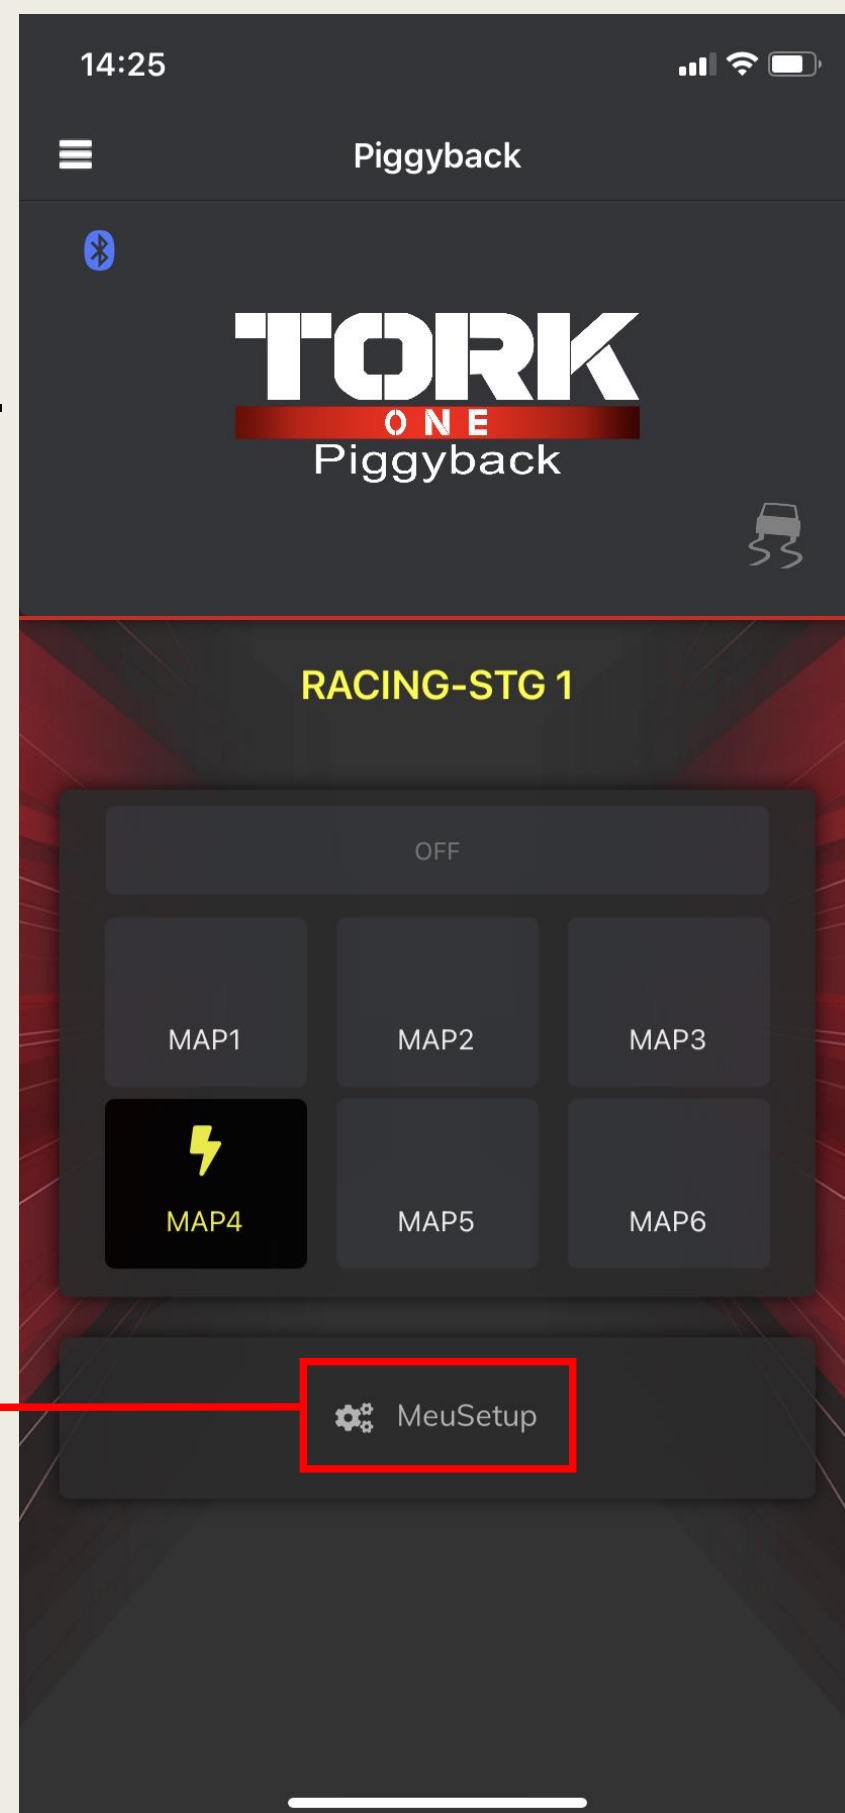 14:25
Piggyback
TORK
ONE
Piggyback
RACING-STG 1
OFF
MAP1 MAP2 MAP3
MAP4 MAP5 MAP6
MeuSetup